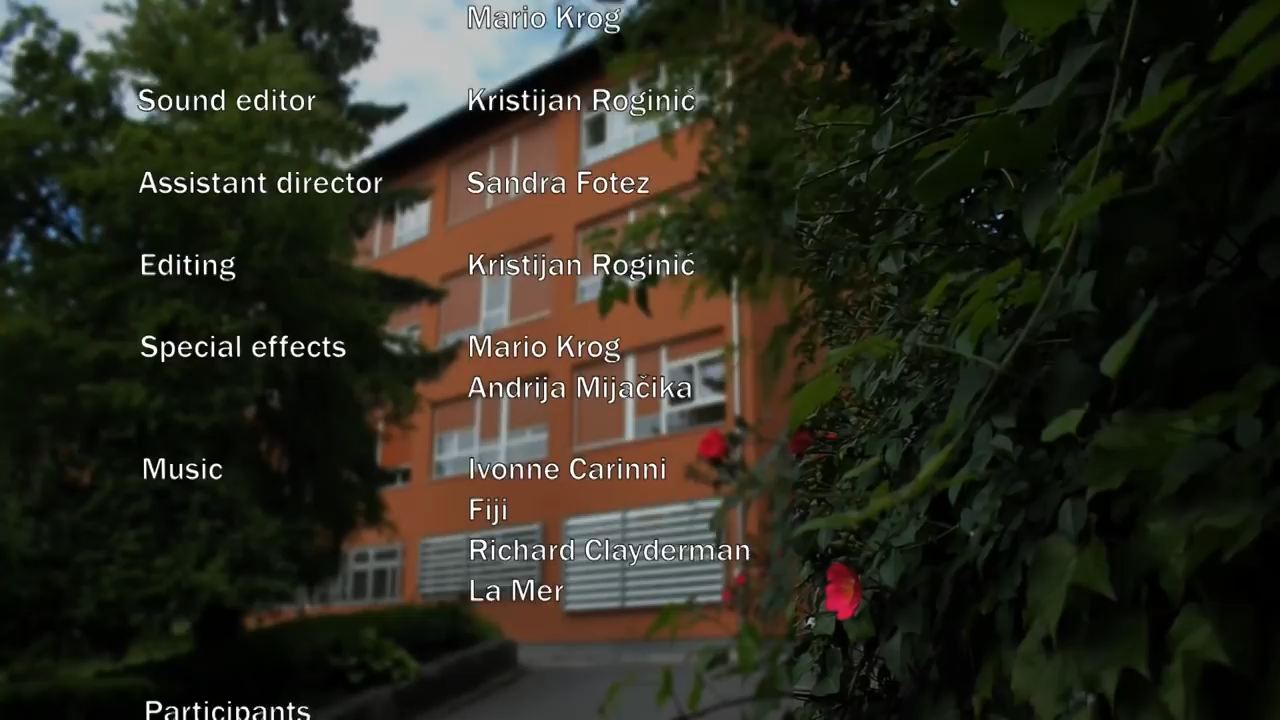 Mario Krog
Sound editor Kristijan Roginić
Assistant director Sandra Fotez
Editing Kristijan Roginić
Special effects Mario Krog
Andrija Mijačika
Music Ivonne Carinni
Fiji
Richard Clayderman
La Mer
Participants